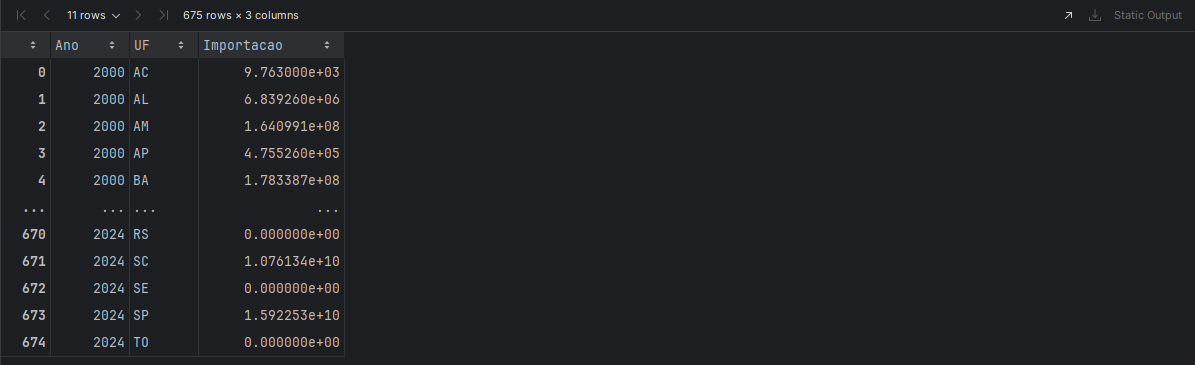 11 rows 675 rows × 3 columns Static Output
Ano UF Importacao
0 2000 AC 9.763000e+03
1 2000 AL 6.839260e+06
2 2000 AM 1.640991e+08
3 2000 AP 4.755260e+05
4 2000 BA 1.783387e+08
... ... ... ...
670 2024 RS 0.000000e+00
671 2024 SC 1.076134e+10
672 2024 SE 0.000000e+00
673 2024 SP 1.592253e+10
674 2024 TO 0.000000e+00